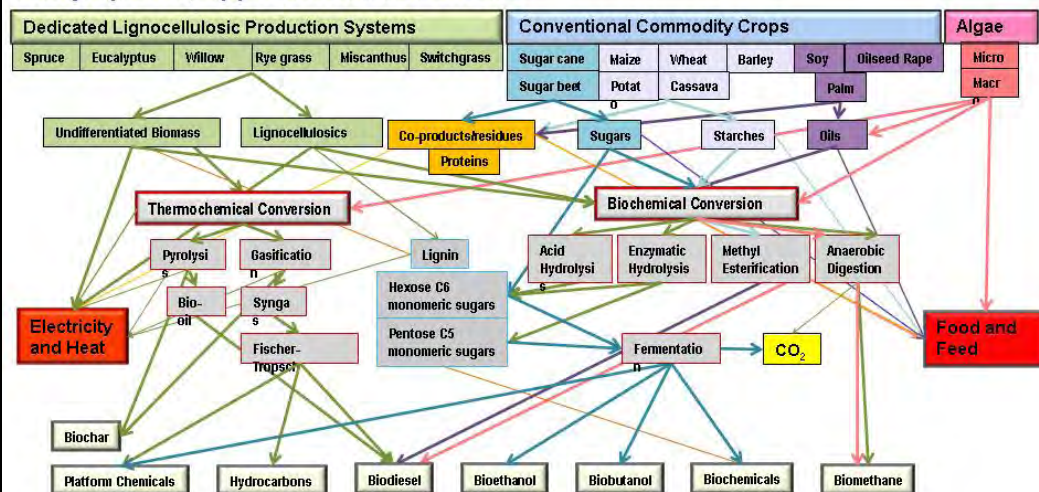 Dedicated Lignocellulosic Production Systems
Conventional Commodity Crops
Algae
Spruce
Eucalyptus
Willow
Rye grass
Miscanthus
Switchgrass
Sugar cane
Maize
Wheat
Barley
Soy
Oilseed Rape
Micro
Sugar beet
Potat
o
Cassava
Palm
Macr
o
Undifferentiated Biomass
Lignocellulosics
Co-products/residues
Sugars
Starches
Oils
Proteins
Thermochemical Conversion
Biochemical Conversion
Pyrolysi
s
Gasificatio
n
Lignin
Acid
Hydrolysi
s
Enzymatic
Hydrolysis
Methyl
Esterification
Anaerobic
Digestion
Bio-
oil
Synga
s
Hexose C6
monomeric sugars
Electricity
and Heat
Food and
Feed
Pentose C5
monomeric sugars
Fischer-
Tropsch
Fermentatio
n
CO₂
Biochar
Platform Chemicals
Hydrocarbons
Biodiesel
Bioethanol
Biobutanol
Biochemicals
Biomethane